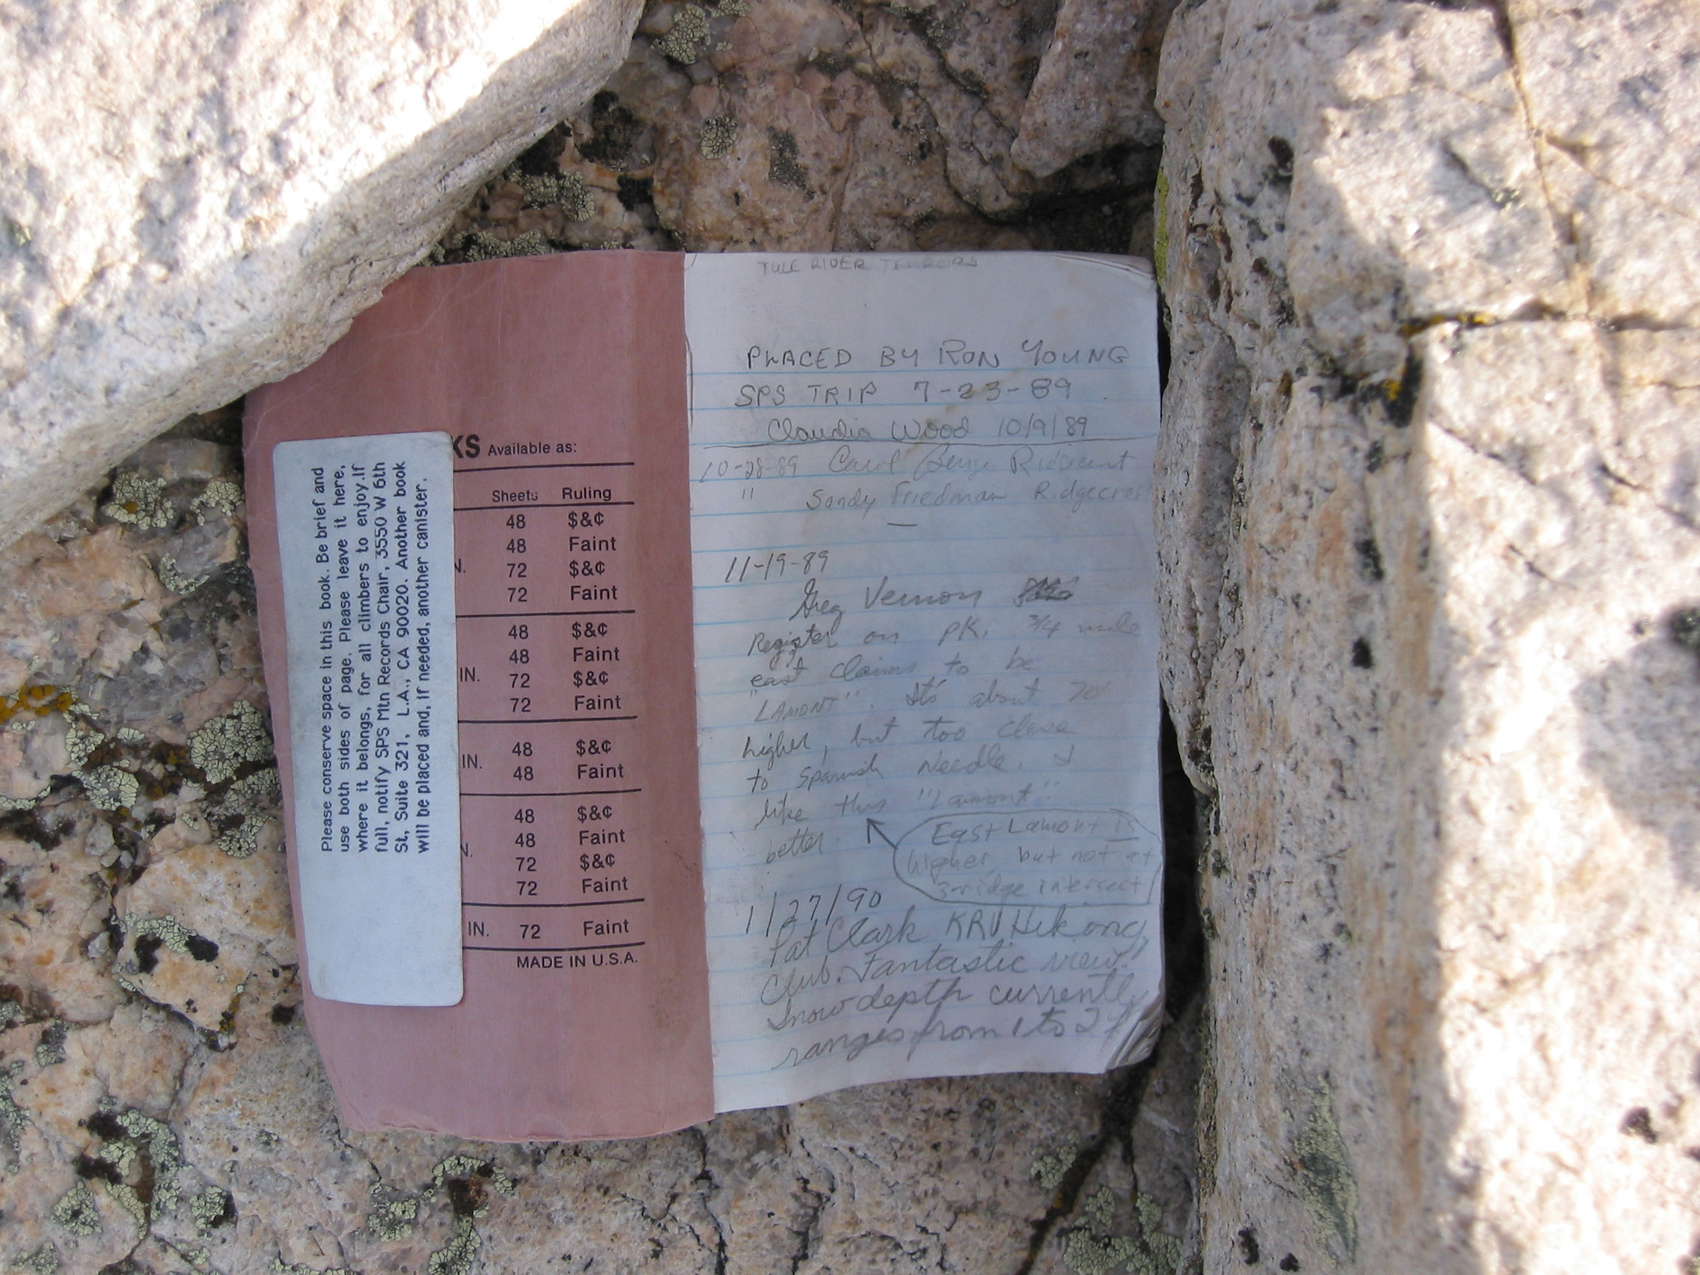 Please conserve space in this book. Be brief and
use both sides of page. Please leave it here,
where it belongs, for all climbers to enjoy. If
full, notify SPS Mtn Records Chair, 3550 W 6th
St, Suite 321, L.A., CA 90020. Another book
will be placed and, if needed, another canister.
KS Available as:
Sheets Ruling
48 $&¢
48 Faint
N. 72 $&¢
72 Faint
48 $&¢
48 Faint
IN. 72 $&¢
72 Faint
48 $&¢
IN. 48 Faint
48 $&¢
N. 48 Faint
72 $&¢
72 Faint
IN. 72 Faint
MADE IN U.S.A.
TULE RIVER
PLACED BY RON YOUNG
SPS TRIP 7-23-89
Claudia Wood 10/9/89
10-28-89 Carol
" Sandy Friedman Ridgecrest
11-19-89
Greg Vernon
Register on pk. 3/4 mile
east claims to be
"LAMONT". It's about 20'
higher, but too close
to Spanish Needle. I
like this "Lamont"
better.
East Lamont is
higher, but not at
3-ridge intersect
1/27/90
Pat Clark KRV Hiking
Club. Fantastic view!
Snow depth currently
ranges from 1 to 2 ft